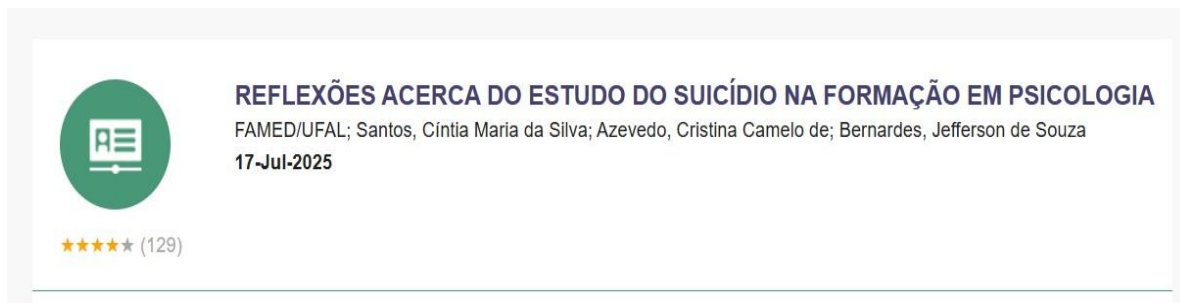 REFLEXÕES ACERCA DO ESTUDO DO SUICÍDIO NA FORMAÇÃO EM PSICOLOGIA
FAMED/UFAL; Santos, Cíntia Maria da Silva; Azevedo, Cristina Camelo de; Bernardes, Jefferson de Souza
17-Jul-2025
★★★★★ (129)